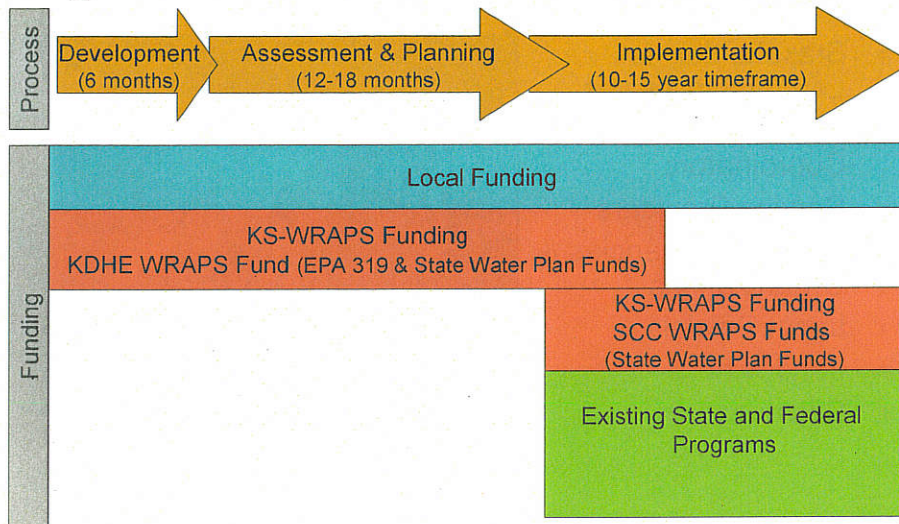 Process
Development
(6 months)
Assessment & Planning
(12-18 months)
Implementation
(10-15 year timeframe)
Funding
Local Funding
KS-WRAPS Funding
KDHE WRAPS Fund (EPA 319 & State Water Plan Funds)
KS-WRAPS Funding
SCC WRAPS Funds
(State Water Plan Funds)
Existing State and Federal
Programs